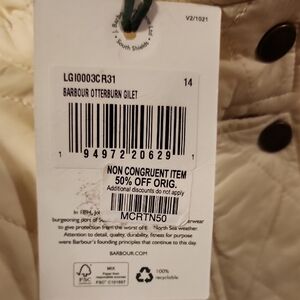 V2/1021
South Shields
LGI0003CR31
14
BARBOUR OTTERBURN GILET
1 94972 20629 1
NON CONGRUENT ITEM
50% OFF ORIG.
Additional discounts do not apply
MCRTN50
In
burgeoning port of
to give protection from the worst of North Sea weather.
Attention to detail, quality, durability, fitness for purpose
were Barbour's founding principles that continue to this day.
BARBOUR.COM
FSC
MIX
100%
recyclable